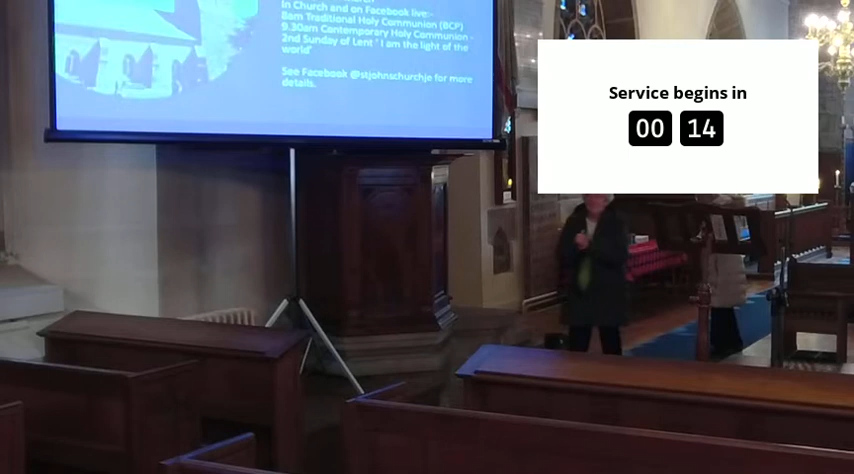 In Church and on Facebook live:-
8am Traditional Holy Communion (BCP)
9.30am Contemporary Holy Communion -
2nd Sunday of Lent ' I am the light of the
world'
See Facebook @stjohnschurchje for more
details.
Service begins in
00 14